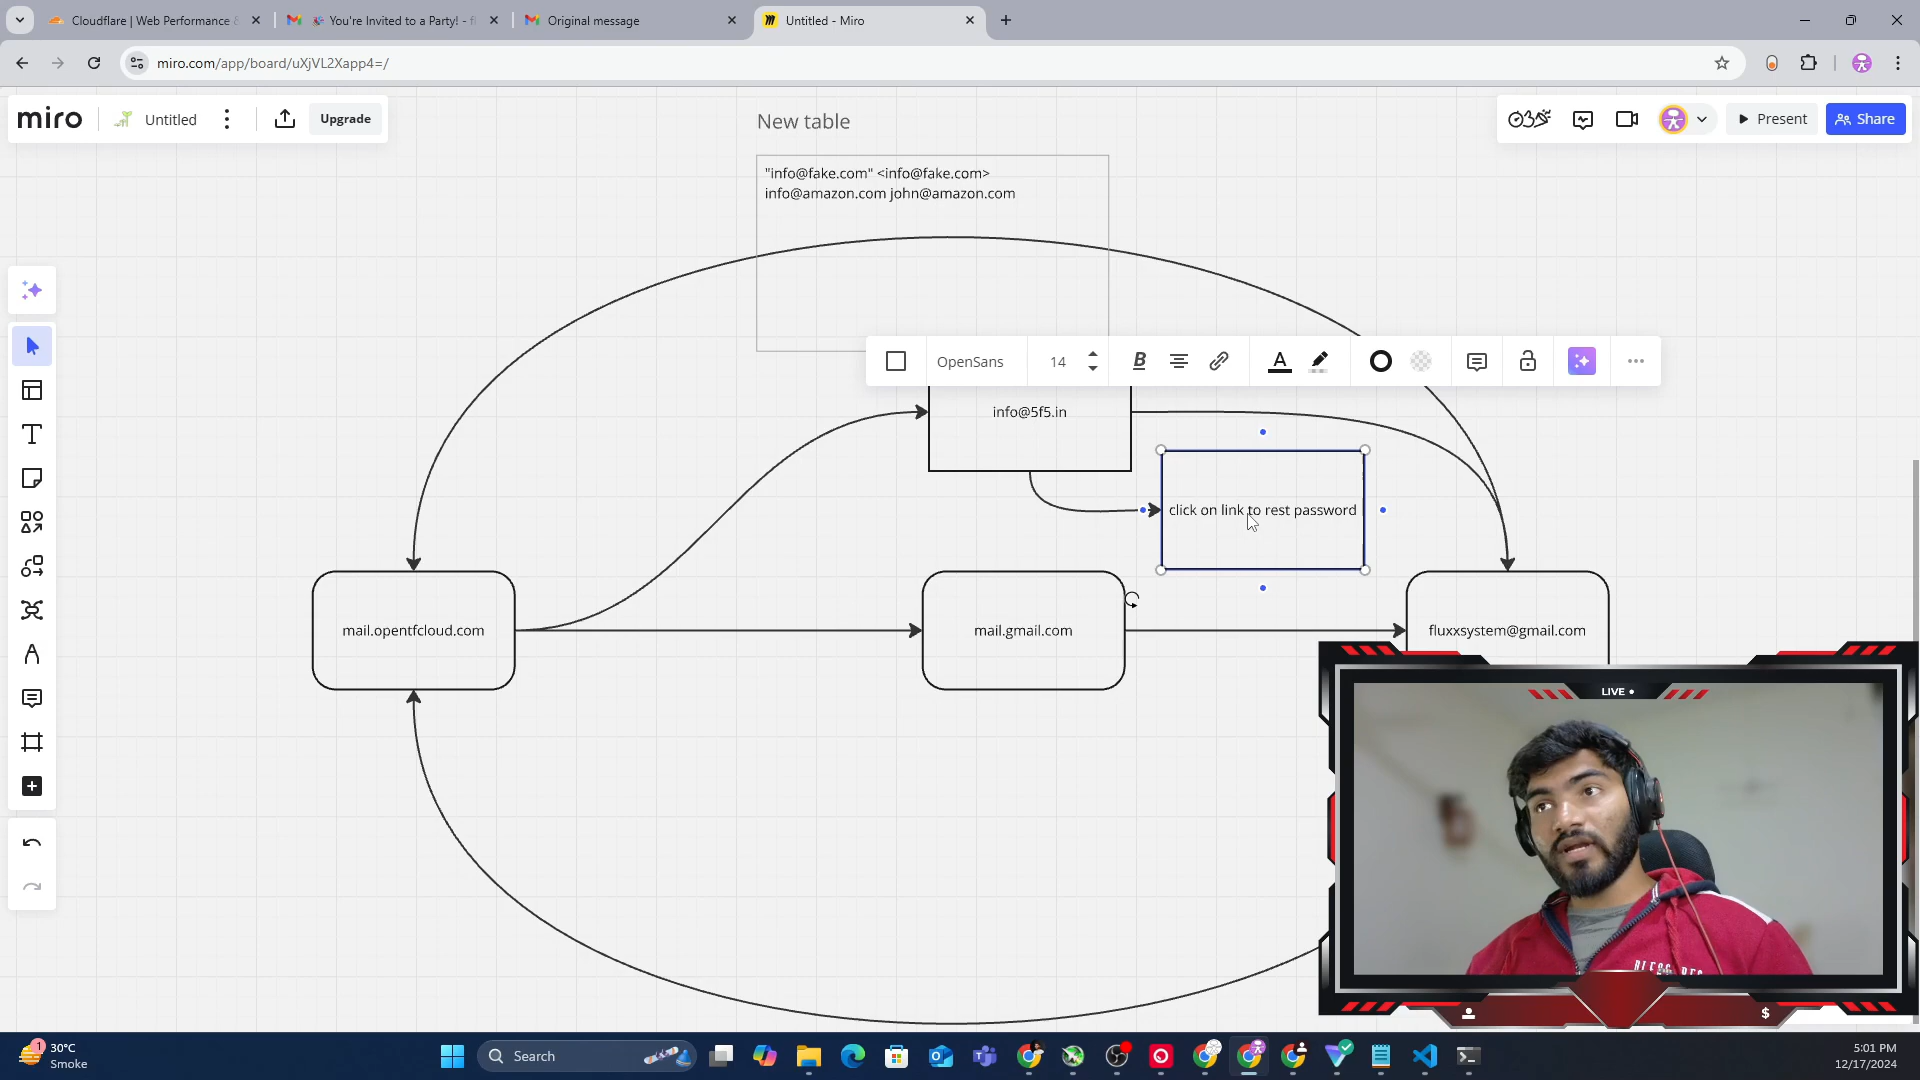 Cloudflare | Web Performance &
You're Invited to a Party! - fl
Original message
Untitled - Miro
miro.com/app/board/uXjVL2Xapp4=/
miro
Untitled
Upgrade
Present
Share
New table
"info@fake.com" <info@fake.com>
info@amazon.com john@amazon.com
OpenSans
14
B
A
info@5f5.in
click on link to rest password
mail.opentfcloud.com
mail.gmail.com
fluxxsystem@gmail.com
LIVE •
$
1
30°C
Smoke
Search
5:01 PM
12/17/2024